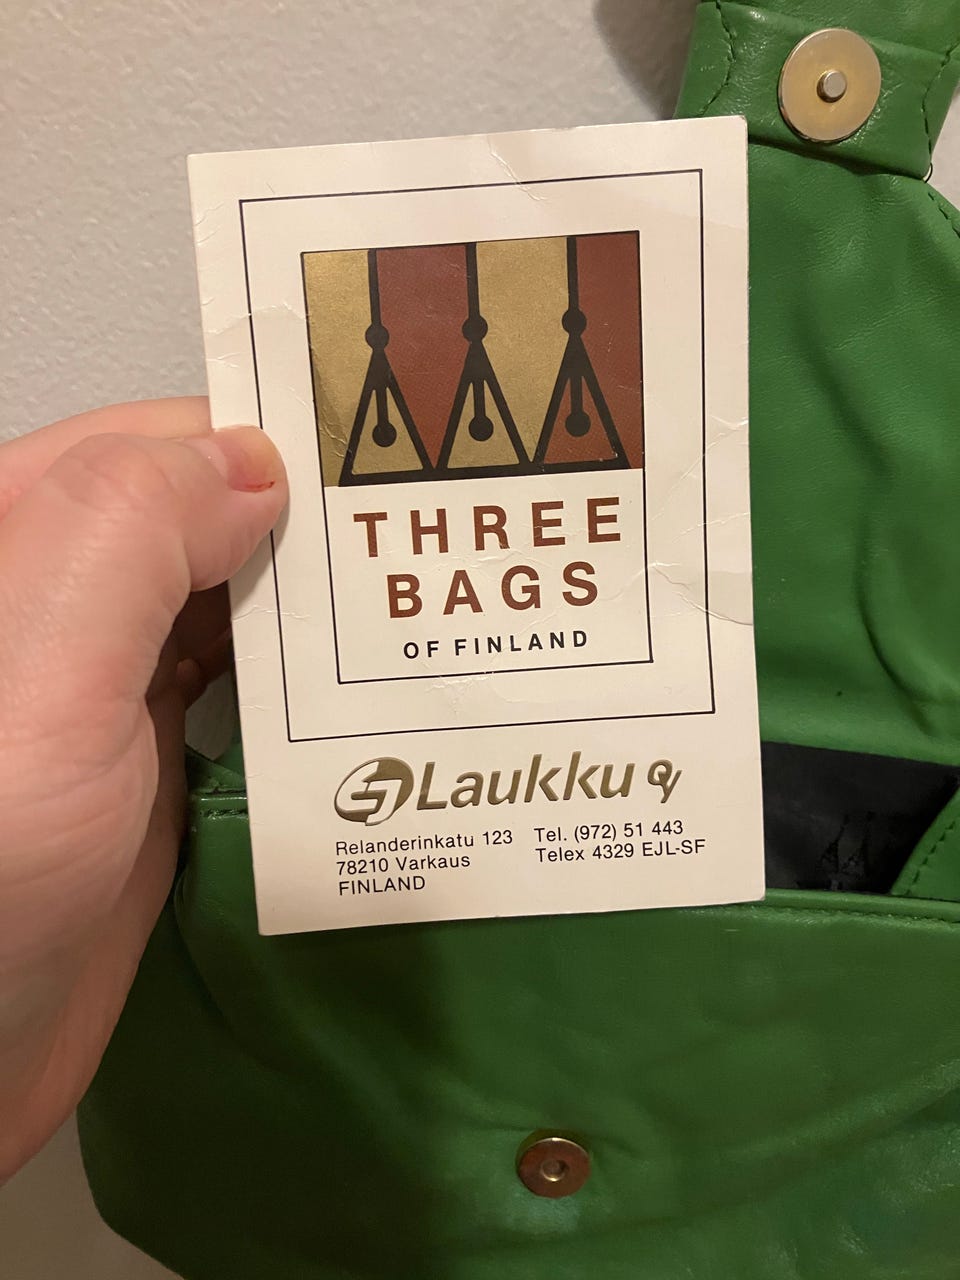 THREE
BAGS
OF FINLAND
Laukku Oy
Relanderinkatu 123 Tel. (972) 51 443
78210 Varkaus Telex 4329 EJL-SF
FINLAND